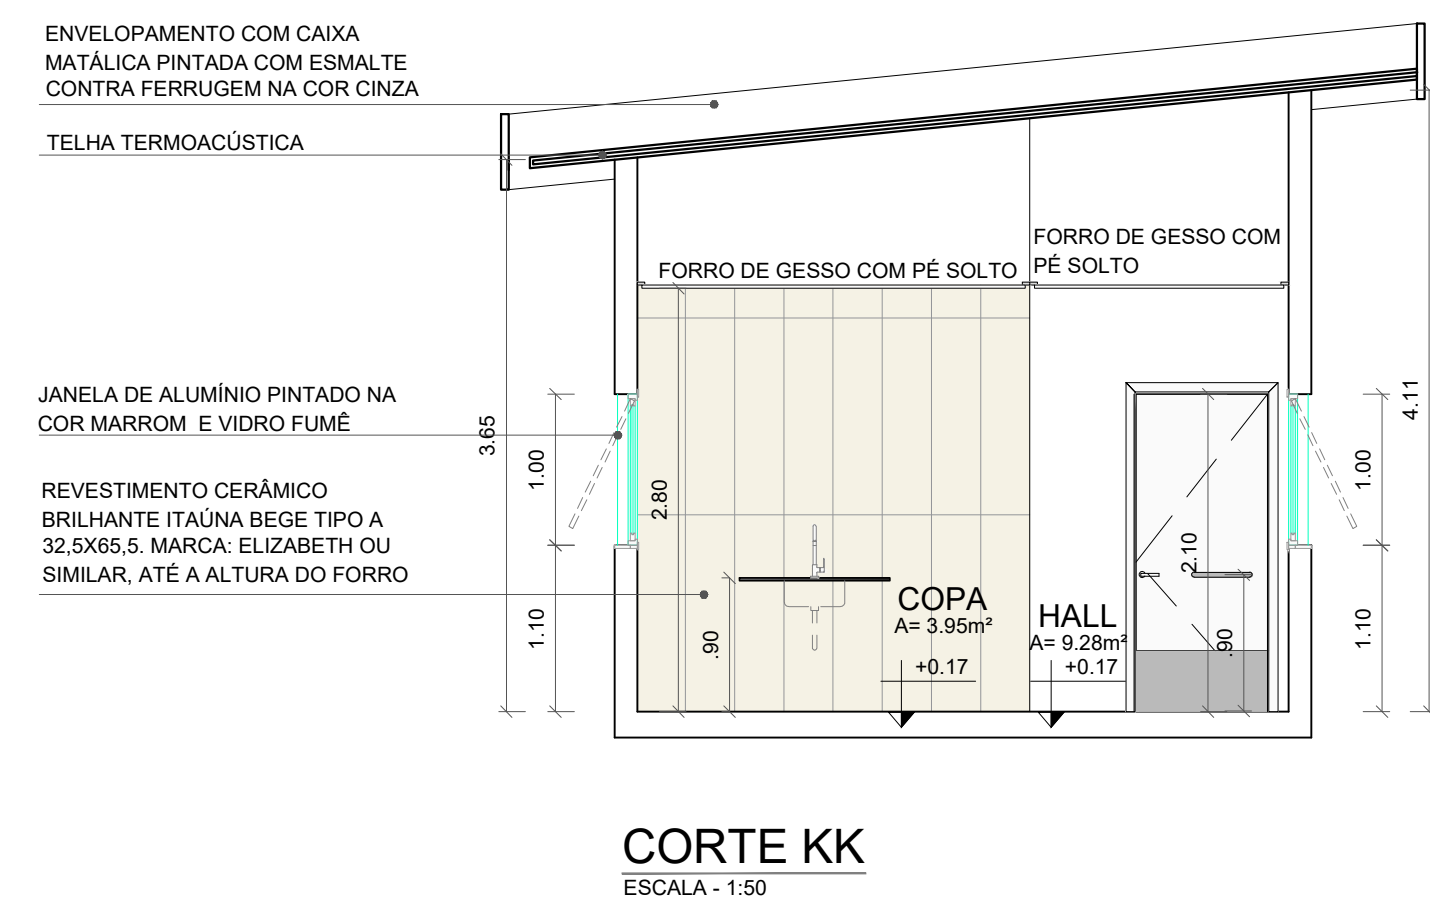 ENVELOPAMENTO COM CAIXA
MATÁLICA PINTADA COM ESMALTE
CONTRA FERRUGEM NA COR CINZA
TELHA TERMOACÚSTICA
FORRO DE GESSO COM
PÉ SOLTO
FORRO DE GESSO COM PÉ SOLTO
JANELA DE ALUMÍNIO PINTADO NA
COR MARROM E VIDRO FUMÊ
REVESTIMENTO CERÂMICO
BRILHANTE ITAÚNA BEGE TIPO A
32,5X65,5. MARCA: ELIZABETH OU
SIMILAR, ATÉ A ALTURA DO FORRO
3.65
1.00
1.10
2.80
.90
COPA
A= 3.95m²
+0.17
HALL
A= 9.28m²
+0.17
2.10
.90
1.00
1.10
4.11
CORTE KK
ESCALA - 1:50